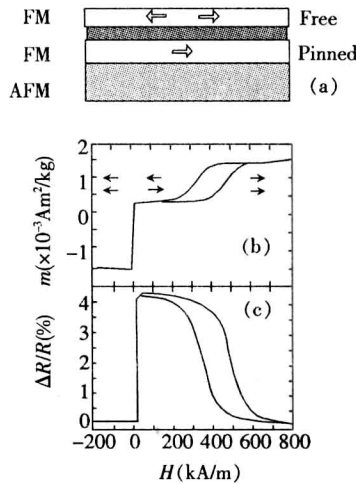 FM Free
FM Pinned
AFM (a)
m(×10⁻³Am²/kg)
2
1
0
−1
(b)
ΔR/R(%)
4
3
2
1
0
(c)
−200 0 200 400 600 800
H(kA/m)